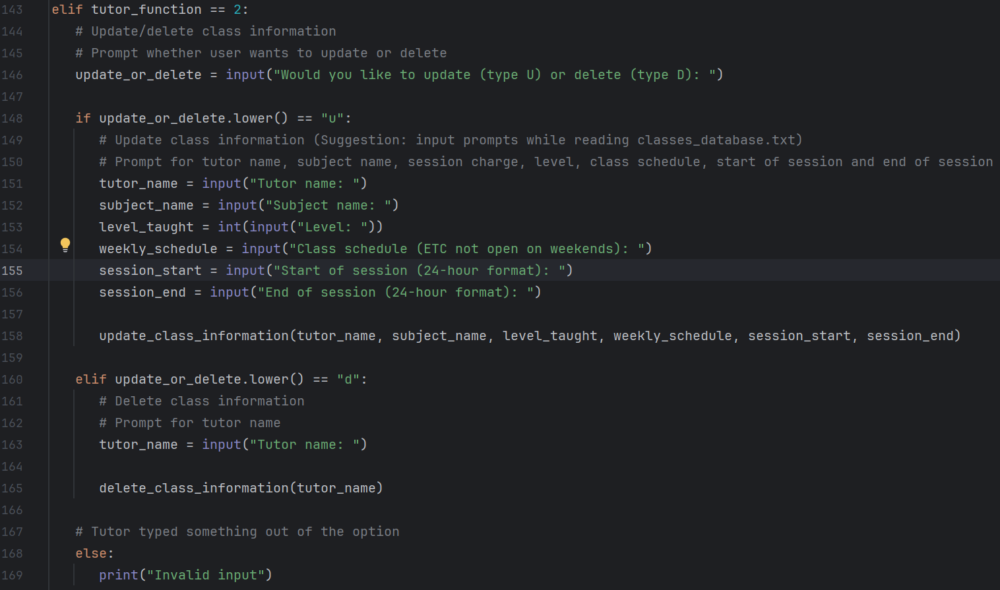 143 elif tutor_function == 2:
144 # Update/delete class information
145 # Prompt whether user wants to update or delete
146 update_or_delete = input("Would you like to update (type U) or delete (type D): ")
147
148 if update_or_delete.lower() == "u":
149 # Update class information (Suggestion: input prompts while reading classes_database.txt)
150 # Prompt for tutor name, subject name, session charge, level, class schedule, start of session and end of session
151 tutor_name = input("Tutor name: ")
152 subject_name = input("Subject name: ")
153 level_taught = int(input("Level: "))
154 weekly_schedule = input("Class schedule (ETC not open on weekends): ")
155 session_start = input("Start of session (24-hour format): ")
156 session_end = input("End of session (24-hour format): ")
157
158 update_class_information(tutor_name, subject_name, level_taught, weekly_schedule, session_start, session_end)
159
160 elif update_or_delete.lower() == "d":
161 # Delete class information
162 # Prompt for tutor name
163 tutor_name = input("Tutor name: ")
164
165 delete_class_information(tutor_name)
166
167 # Tutor typed something out of the option
168 else:
169 print("Invalid input")